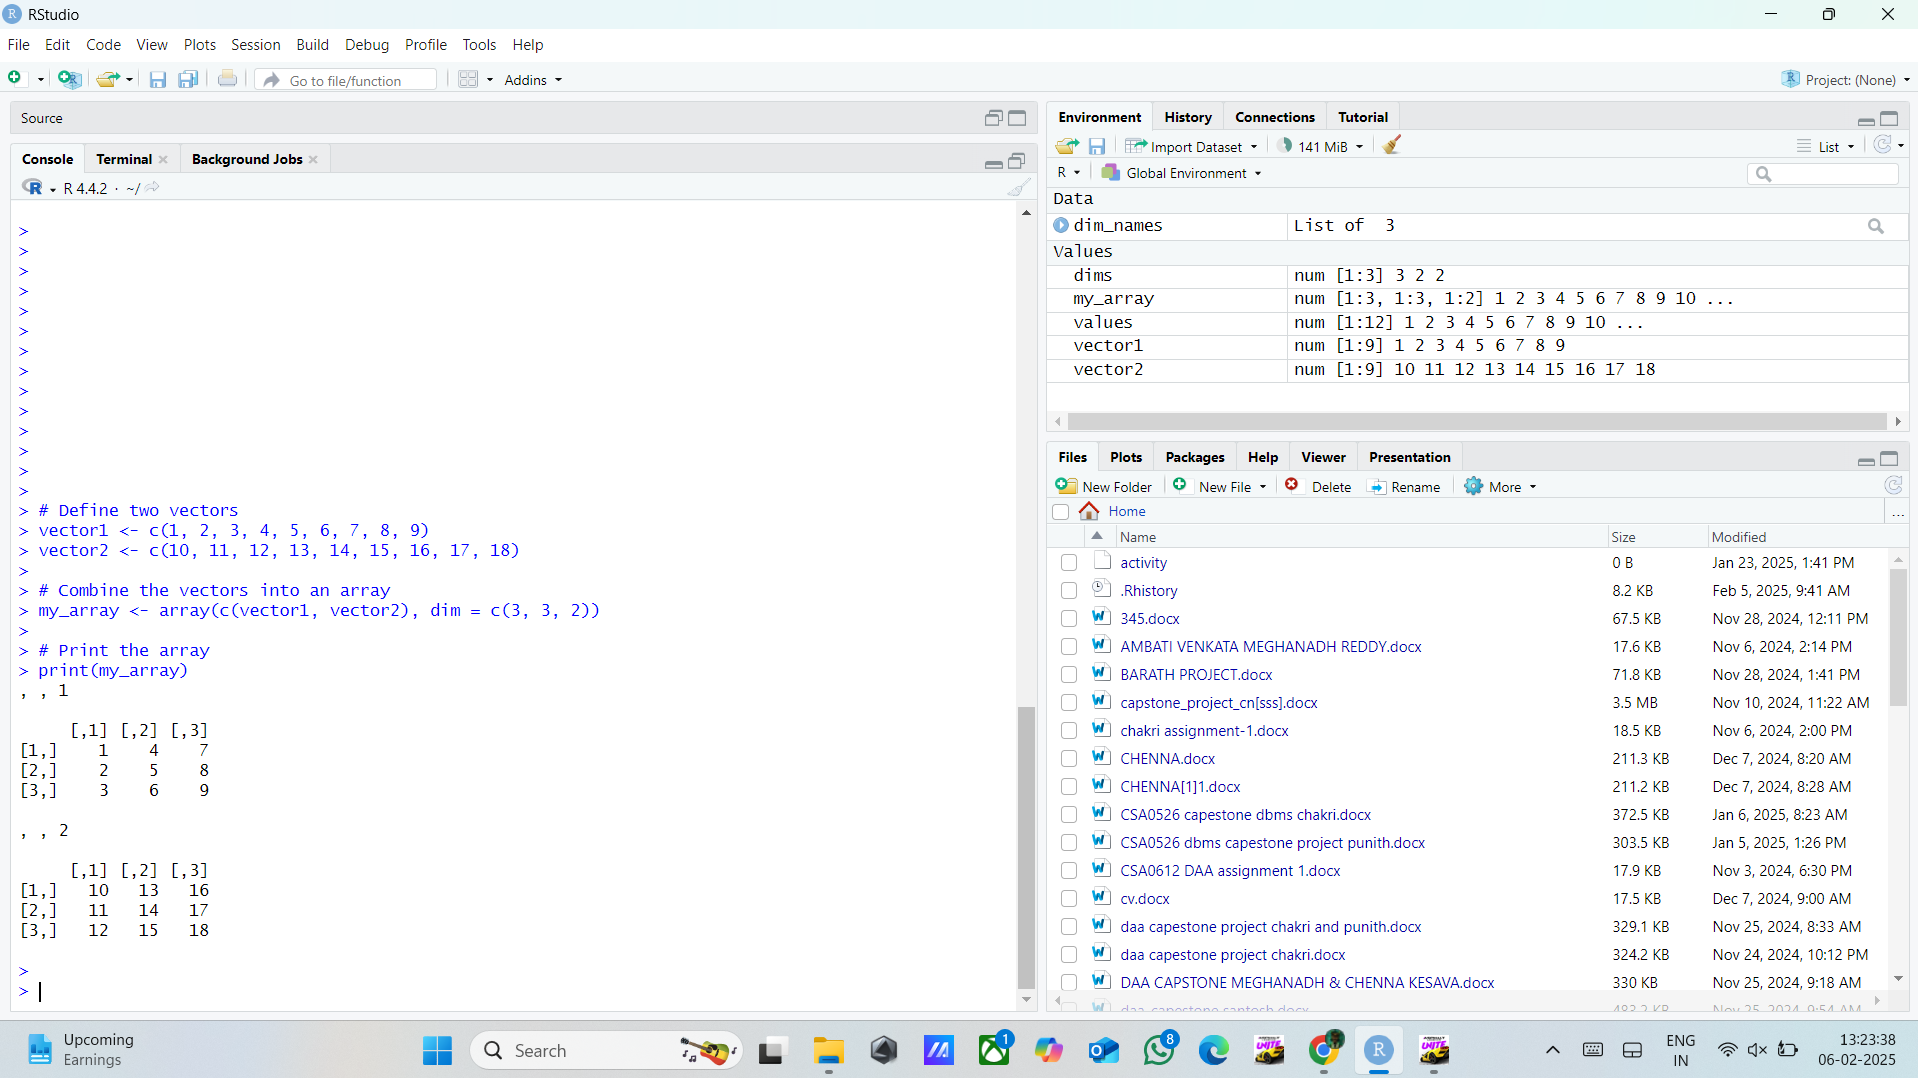 RStudio
File Edit Code View Plots Session Build Debug Profile Tools Help
Go to file/function
Addins
Project: (None)
Source
Console Terminal Background Jobs
R 4.4.2 · ~/
>
>
>
>
>
>
>
>
>
>
>
>
>
>
> # Define two vectors
> vector1 <- c(1, 2, 3, 4, 5, 6, 7, 8, 9)
> vector2 <- c(10, 11, 12, 13, 14, 15, 16, 17, 18)
>
> # Combine the vectors into an array
> my_array <- array(c(vector1, vector2), dim = c(3, 3, 2))
>
> # Print the array
> print(my_array)
, , 1
[,1] [,2] [,3]
[1,] 1 4 7
[2,] 2 5 8
[3,] 3 6 9
, , 2
[,1] [,2] [,3]
[1,] 10 13 16
[2,] 11 14 17
[3,] 12 15 18
>
>
Environment History Connections Tutorial
Import Dataset 141 MiB List
R Global Environment
Data
dim_names List of 3
Values
dims num [1:3] 3 2 2
my_array num [1:3, 1:3, 1:2] 1 2 3 4 5 6 7 8 9 10 ...
values num [1:12] 1 2 3 4 5 6 7 8 9 10 ...
vector1 num [1:9] 1 2 3 4 5 6 7 8 9
vector2 num [1:9] 10 11 12 13 14 15 16 17 18
Files Plots Packages Help Viewer Presentation
New Folder New File Delete Rename More
Home ...
Name Size Modified
activity 0 B Jan 23, 2025, 1:41 PM
.Rhistory 8.2 KB Feb 5, 2025, 9:41 AM
345.docx 67.5 KB Nov 28, 2024, 12:11 PM
AMBATI VENKATA MEGHANADH REDDY.docx 17.6 KB Nov 6, 2024, 2:14 PM
BARATH PROJECT.docx 71.8 KB Nov 28, 2024, 1:41 PM
capstone_project_cn[sss].docx 3.5 MB Nov 10, 2024, 11:22 AM
chakri assignment-1.docx 18.5 KB Nov 6, 2024, 2:00 PM
CHENNA.docx 211.3 KB Dec 7, 2024, 8:20 AM
CHENNA[1]1.docx 211.2 KB Dec 7, 2024, 8:28 AM
CSA0526 capestone dbms chakri.docx 372.5 KB Jan 6, 2025, 8:23 AM
CSA0526 dbms capestone project punith.docx 303.5 KB Jan 5, 2025, 1:26 PM
CSA0612 DAA assignment 1.docx 17.9 KB Nov 3, 2024, 6:30 PM
cv.docx 17.5 KB Dec 7, 2024, 9:00 AM
daa capestone project chakri and punith.docx 329.1 KB Nov 25, 2024, 8:33 AM
daa capestone project chakri.docx 324.2 KB Nov 24, 2024, 10:12 PM
DAA CAPSTONE MEGHANADH & CHENNA KESAVA.docx 330 KB Nov 25, 2024, 9:18 AM
Upcoming
Earnings
Search
1
8
UNITE
UNITE
ENG
IN
13:23:38
06-02-2025